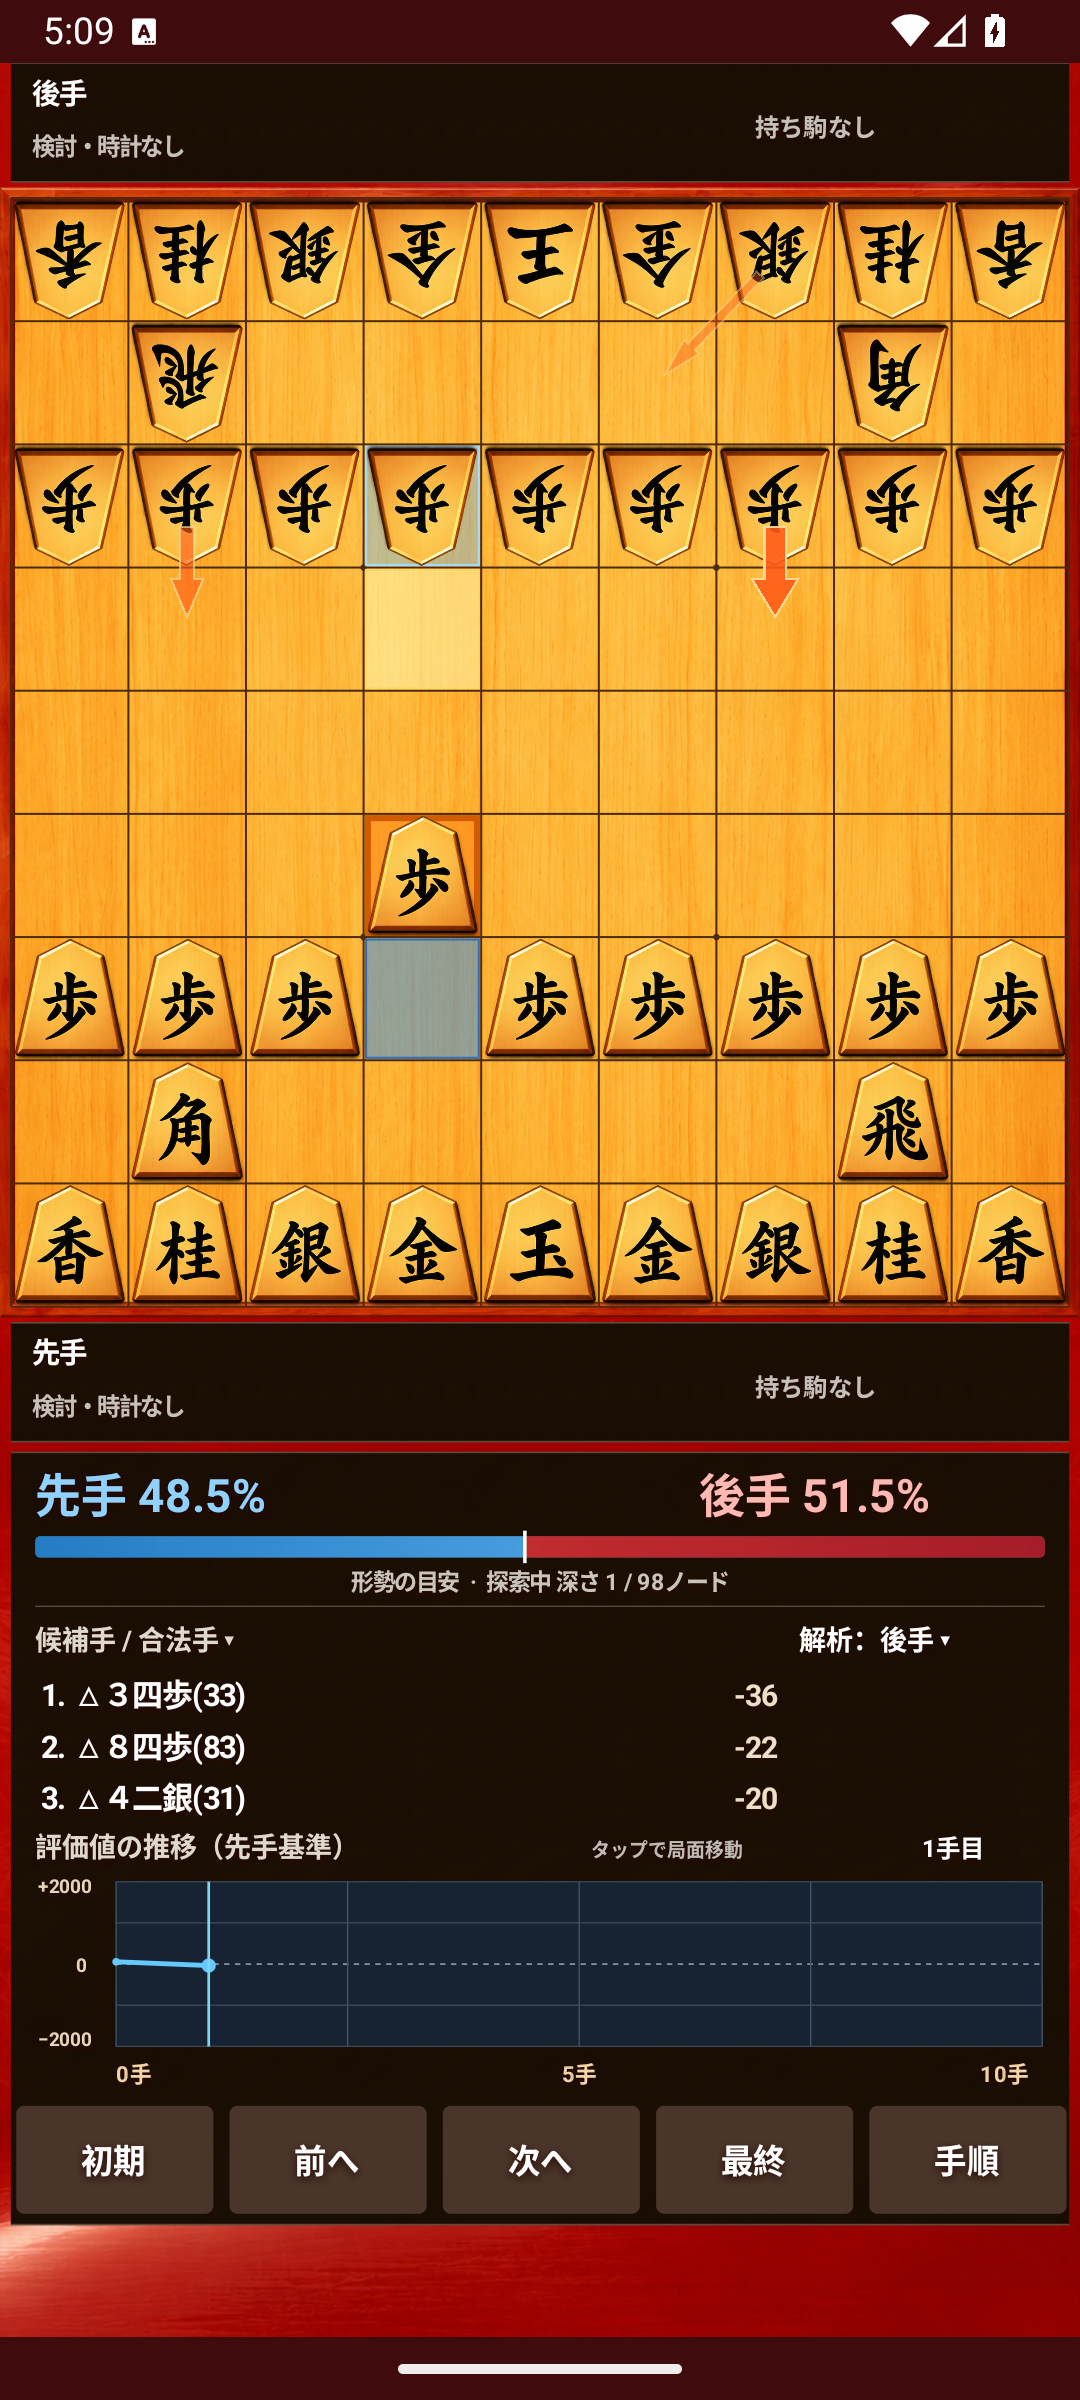 5:09 A
後手
検討・時計なし
持ち駒なし
香 桂 銀 金 王 金 銀 桂 香
飛 角
歩 歩 歩 歩 歩 歩 歩 歩 歩
歩
歩 歩 歩 歩 歩 歩 歩 歩
角 飛
香 桂 銀 金 玉 金 銀 桂 香
先手
検討・時計なし
持ち駒なし
先手 48.5% 後手 51.5%
形勢の目安 · 探索中 深さ 1 / 98ノード
候補手 / 合法手 ▾ 解析：後手 ▾
1. △３四歩(33) -36
2. △８四歩(83) -22
3. △４二銀(31) -20
評価値の推移（先手基準） タップで局面移動 1手目
+2000
0
−2000
0手 5手 10手
初期 前へ 次へ 最終 手順